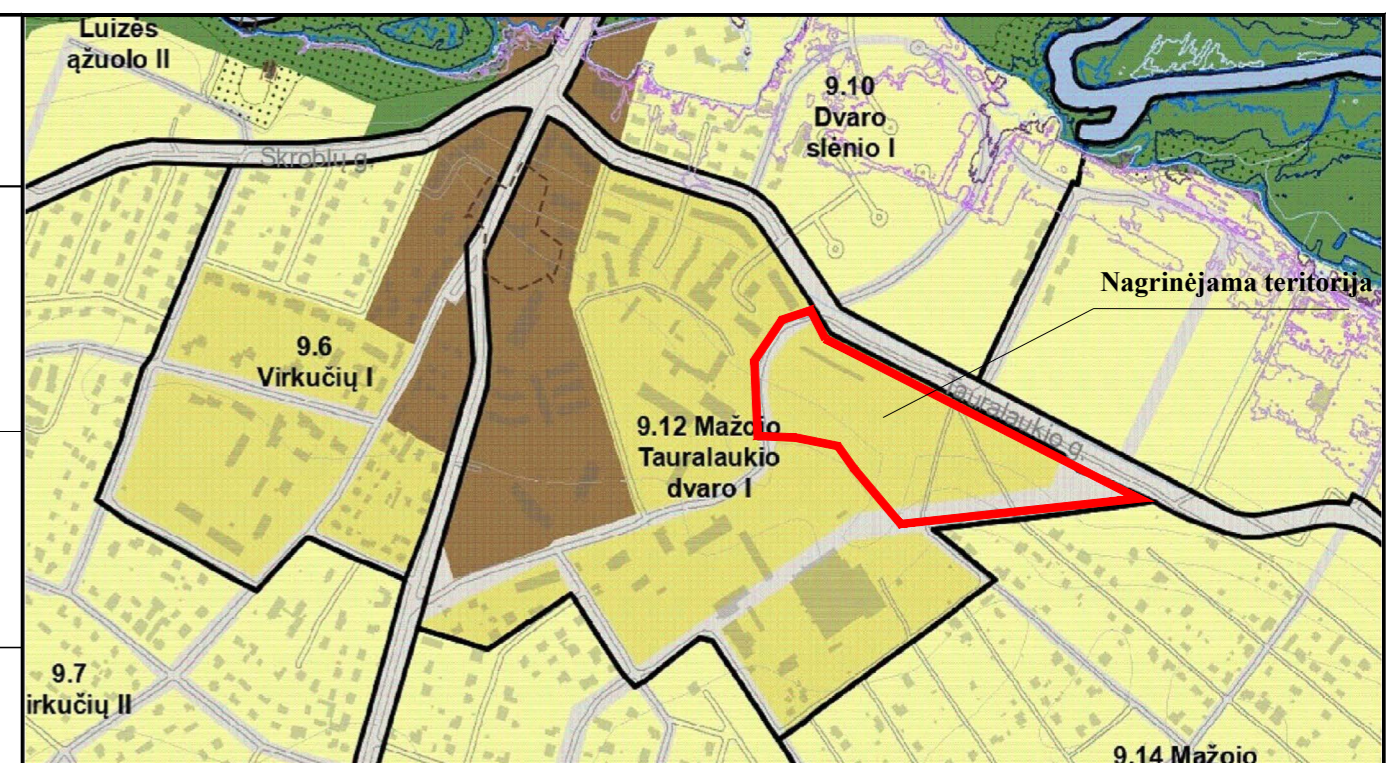 Luizės
ąžuolo II
9.10
Dvaro
slėnio I
Skroblų g.
Nagrinėjama teritorija
9.6
Virkučių I
Tauralaukio g.
9.12 Mažojo
Tauralaukio
dvaro I
9.7
irkučių II
9.14 Mažojo